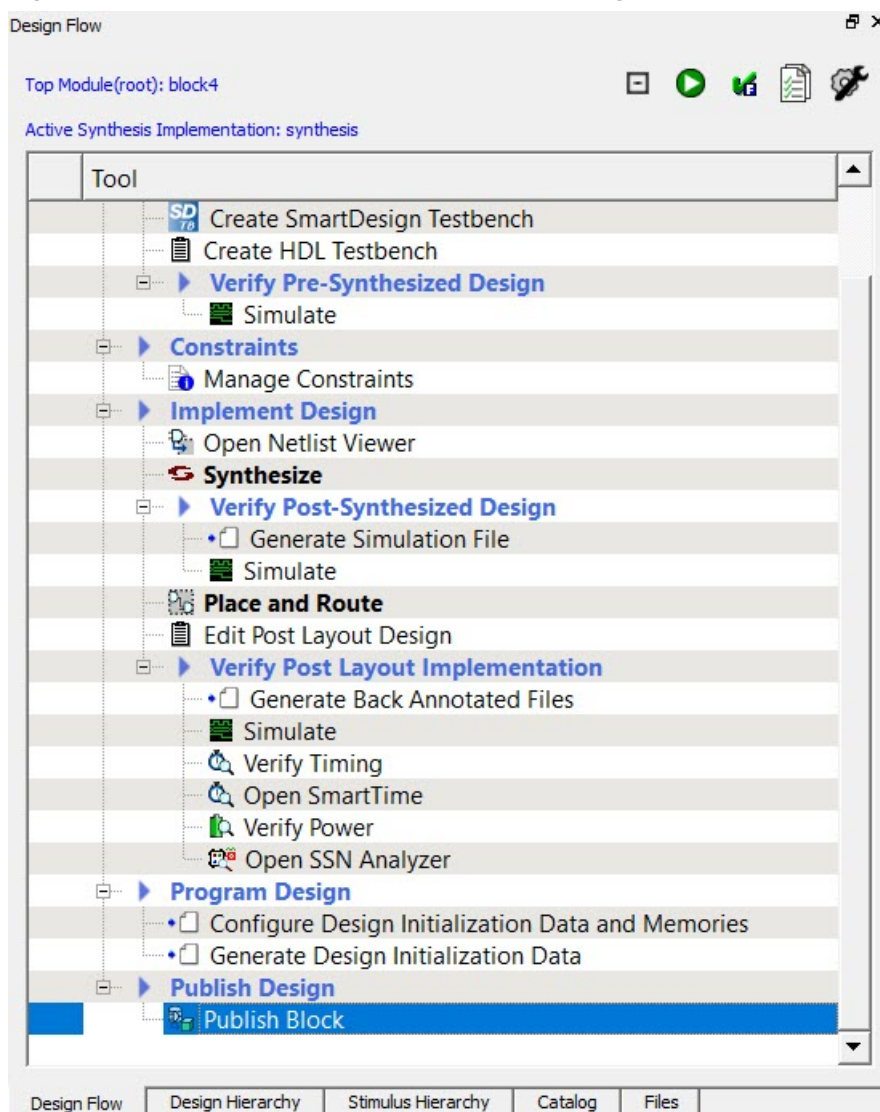 Design Flow
Top Module(root): block4
Active Synthesis Implementation: synthesis
Tool
Create SmartDesign Testbench
Create HDL Testbench
Verify Pre-Synthesized Design
Simulate
Constraints
Manage Constraints
Implement Design
Open Netlist Viewer
Synthesize
Verify Post-Synthesized Design
Generate Simulation File
Simulate
Place and Route
Edit Post Layout Design
Verify Post Layout Implementation
Generate Back Annotated Files
Simulate
Verify Timing
Open SmartTime
Verify Power
Open SSN Analyzer
Program Design
Configure Design Initialization Data and Memories
Generate Design Initialization Data
Publish Design
Publish Block
Design Flow Design Hierarchy Stimulus Hierarchy Catalog Files